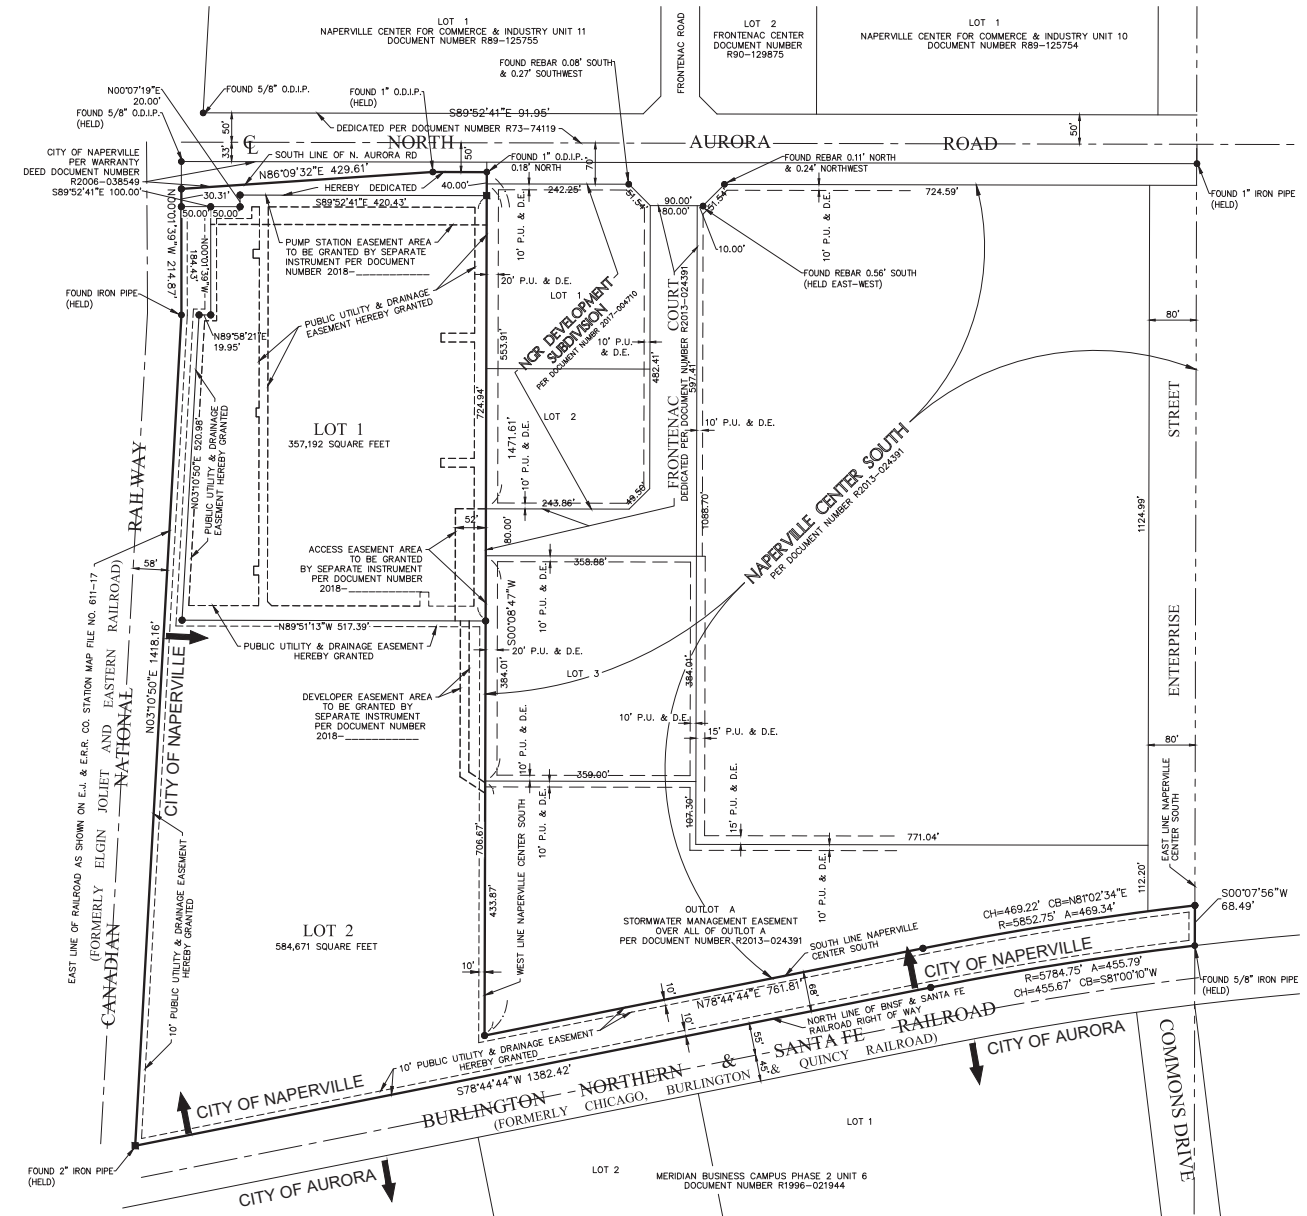 LOT 1
NAPERVILLE CENTER FOR COMMERCE & INDUSTRY UNIT 11
DOCUMENT NUMBER R89-125755
FRONTENAC ROAD
LOT 2
FRONTENAC CENTER
DOCUMENT NUMBER
R90-129875
LOT 1
NAPERVILLE CENTER FOR COMMERCE & INDUSTRY UNIT 10
DOCUMENT NUMBER R89-125754
FOUND REBAR 0.08' SOUTH
& 0.27' SOUTHWEST
N00°07'19"E
20.00'
FOUND 5/8" O.D.I.P.
FOUND 1" O.D.I.P.
(HELD)
FOUND 5/8" O.D.I.P.
(HELD)
S89°52'41"E 91.95'
DEDICATED PER DOCUMENT NUMBER R73-74119
50'
33'
50'
70'
50'
℄ NORTH AURORA ROAD
CITY OF NAPERVILLE
PER WARRANTY
DEED DOCUMENT NUMBER
R2006-038549
S89°52'41"E 100.00'
SOUTH LINE OF N. AURORA RD
N86°09'32"E 429.61'
FOUND 1" O.D.I.P.
0.18' NORTH
FOUND REBAR 0.11' NORTH
& 0.24' NORTHWEST
HEREBY DEDICATED
40.00'
30.31'
S89°52'41"E 420.43'
50.00'
50.00'
242.25'
51.54'
90.00'
80.00'
51.54'
724.59'
FOUND 1" IRON PIPE
(HELD)
N00°01'39"W 214.87'
N00°01'39"W
184.43'
PUMP STATION EASEMENT AREA
TO BE GRANTED BY SEPARATE
INSTRUMENT PER DOCUMENT
NUMBER 2018-____________
10' P.U. & D.E.
10' P.U. & D.E.
10.00'
FOUND REBAR 0.56' SOUTH
(HELD EAST-WEST)
20' P.U. & D.E.
LOT 1
FOUND IRON PIPE
(HELD)
PUBLIC UTILITY & DRAINAGE
EASEMENT HEREBY GRANTED
N89°58'21"E
19.95'
NGR DEVELOPMENT
SUBDIVISION
PER DOCUMENT NUMBER 2017-004710
FRONTENAC COURT
DEDICATED PER DOCUMENT NUMBER R2013-024391
10' P.U.
& D.E.
553.91'
482.41'
597.41'
80'
STREET
724.94'
1471.61'
LOT 2
10' P.U. & D.E.
LOT 1
357,192 SQUARE FEET
N03°10'50"E 520.98'
PUBLIC UTILITY & DRAINAGE
EASEMENT HEREBY GRANTED
NAPERVILLE CENTER SOUTH
PER DOCUMENT NUMBER R2013-024391
10' P.U. & D.E.
243.86'
49.50'
1088.70'
1124.99'
RAILWAY
52'
80.00'
58'
ACCESS EASEMENT AREA
TO BE GRANTED
BY SEPARATE INSTRUMENT
PER DOCUMENT NUMBER
2018-____________
358.88'
10' P.U. & D.E.
S00°08'47"W
N89°51'13"W 517.39'
PUBLIC UTILITY & DRAINAGE EASEMENT
HEREBY GRANTED
20' P.U. & D.E.
384.01'
LOT 3
384.01'
ENTERPRISE
EAST LINE OF RAILROAD AS SHOWN ON E.J. & E.R.R. CO. STATION MAP FILE NO. 611-17
(FORMERLY ELGIN JOLIET AND EASTERN RAILROAD)
CANADIAN NATIONAL
N03°10'50"E 1418.16'
CITY OF NAPERVILLE
DEVELOPER EASEMENT AREA
TO BE GRANTED BY
SEPARATE INSTRUMENT
PER DOCUMENT NUMBER
2018-____________
10' P.U. & D.E.
10' P.U. & D.E.
15' P.U. & D.E.
80'
359.00'
10' P.U. & D.E.
WEST LINE NAPERVILLE CENTER SOUTH
107.30'
15' P.U. & D.E.
771.04'
EAST LINE NAPERVILLE
CENTER SOUTH
706.67'
433.87'
10' P.U. & D.E.
112.20'
10' PUBLIC UTILITY & DRAINAGE EASEMENT
HEREBY GRANTED
LOT 2
584,671 SQUARE FEET
10'
OUTLOT A
STORMWATER MANAGEMENT EASEMENT
OVER ALL OF OUTLOT A
PER DOCUMENT NUMBER R2013-024391
SOUTH LINE NAPERVILLE
CENTER SOUTH
CH=469.22' CB=N81°02'34"E
R=5852.75' A=469.34'
S00°07'56"W
68.49'
CITY OF NAPERVILLE
R=5784.75' A=455.79'
CH=455.67' CB=S81°00'10"W
FOUND 5/8" IRON PIPE
(HELD)
10'
N78°44'44"E 761.81'
68'
10'
NORTH LINE OF BNSF & SANTA FE
RAILROAD RIGHT OF WAY
10' PUBLIC UTILITY & DRAINAGE EASEMENT
HEREBY GRANTED
55'
45'
S78°44'44"W 1382.42'
BURLINGTON NORTHERN & SANTA FE RAILROAD
(FORMERLY CHICAGO, BURLINGTON & QUINCY RAILROAD)
CITY OF NAPERVILLE
CITY OF AURORA
COMMONS DRIVE
LOT 1
FOUND 2" IRON PIPE
(HELD)
CITY OF AURORA
LOT 2
MERIDIAN BUSINESS CAMPUS PHASE 2 UNIT 6
DOCUMENT NUMBER R1996-021944